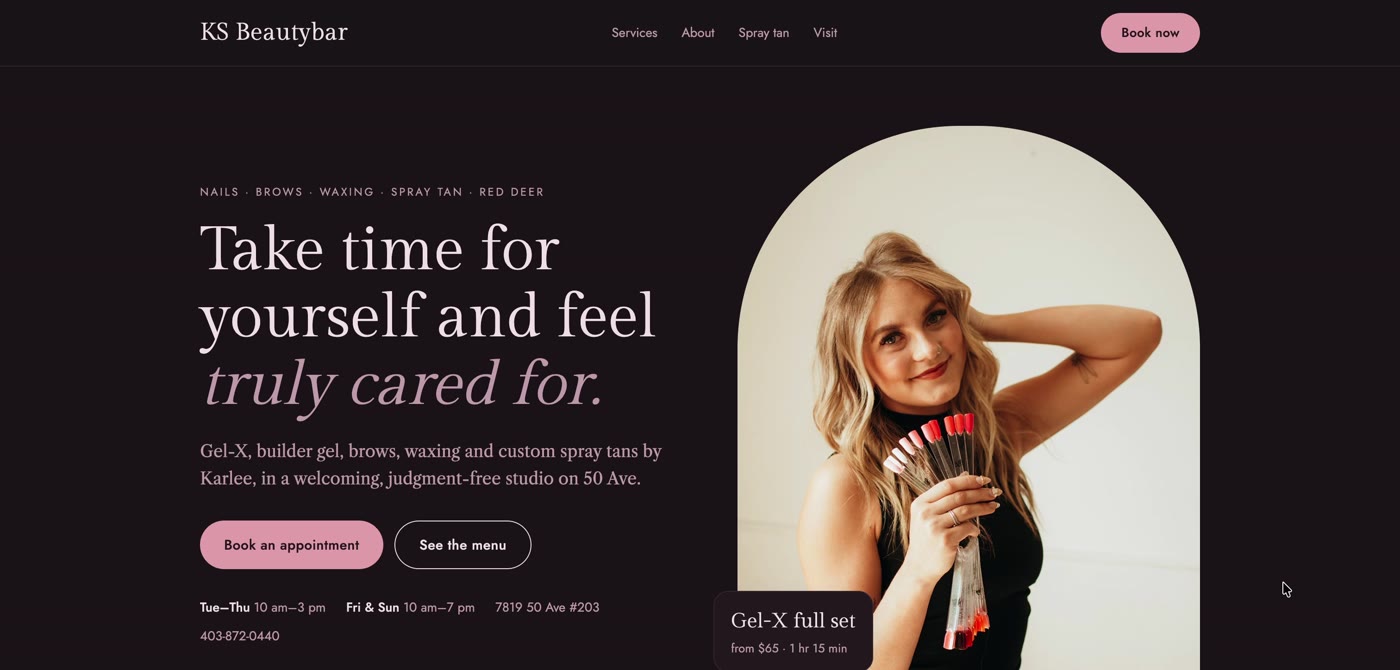 KS Beautybar
Services About Spray tan Visit
Book now
NAILS · BROWS · WAXING · SPRAY TAN · RED DEER
Take time for
yourself and feel
truly cared for.
Gel-X, builder gel, brows, waxing and custom spray tans by
Karlee, in a welcoming, judgment-free studio on 50 Ave.
Book an appointment
See the menu
Tue–Thu 10 am–3 pm Fri & Sun 10 am–7 pm 7819 50 Ave #203
403-872-0440
Gel-X full set
from $65 · 1 hr 15 min